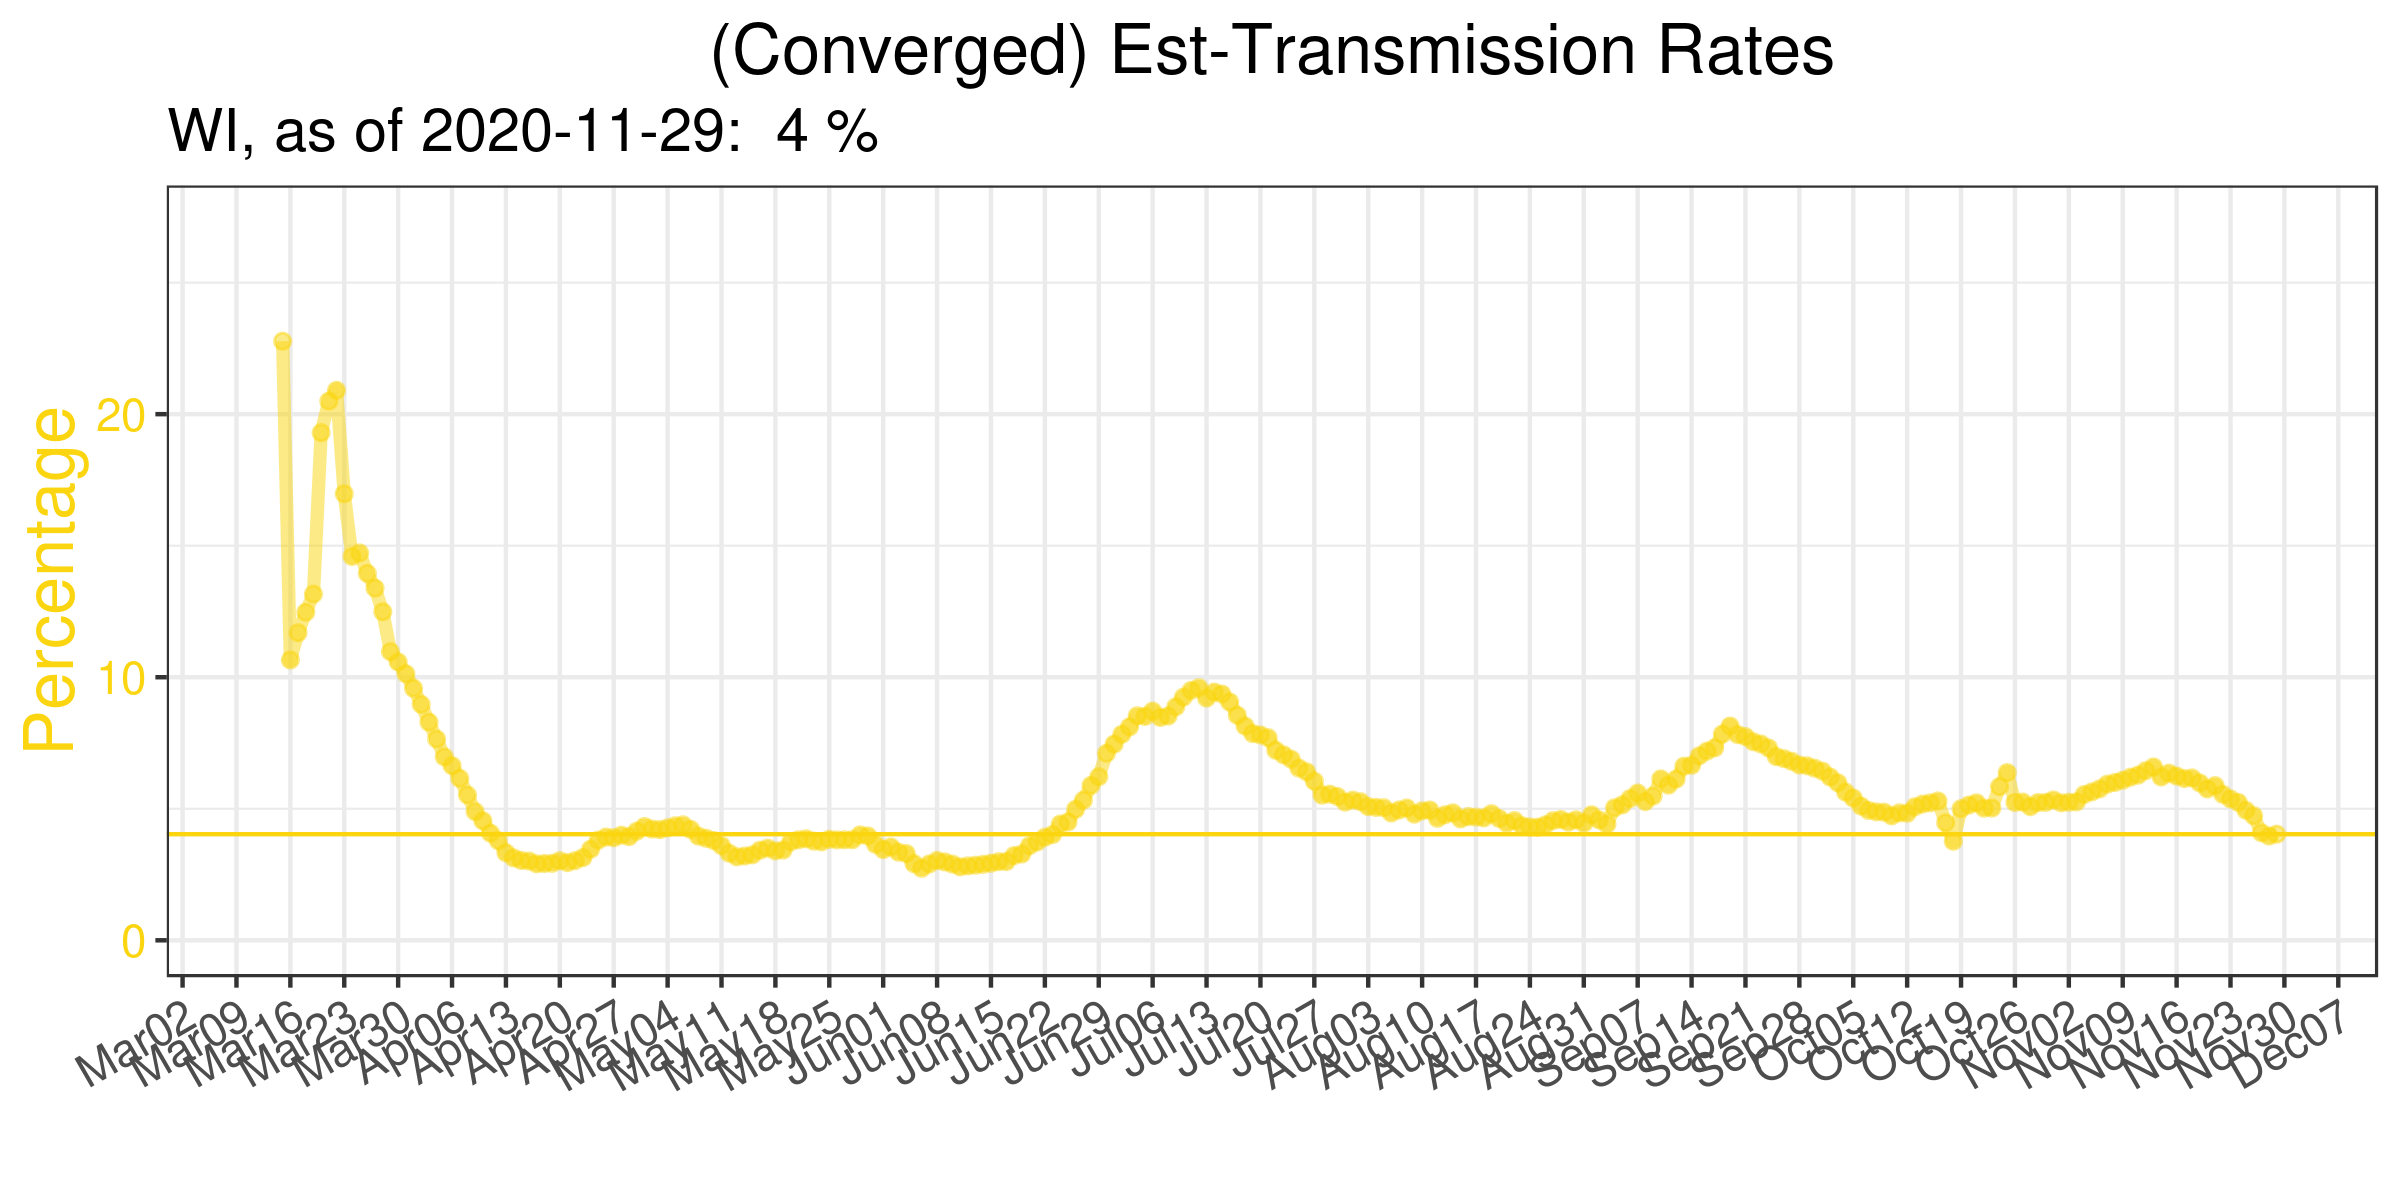 (Converged) Est-Transmission Rates
WI, as of 2020-11-29:  4 %
Percentage
20
10
0
Mar02
Mar09
Mar16
Mar23
Mar30
Apr06
Apr13
Apr20
Apr27
May04
May11
May18
May25
Jun01
Jun08
Jun15
Jun22
Jun29
Jul06
Jul13
Jul20
Jul27
Aug03
Aug10
Aug17
Aug24
Aug31
Sep07
Sep14
Sep21
Sep28
Oct05
Oct12
Oct19
Oct26
Nov02
Nov09
Nov16
Nov23
Nov30
Dec07